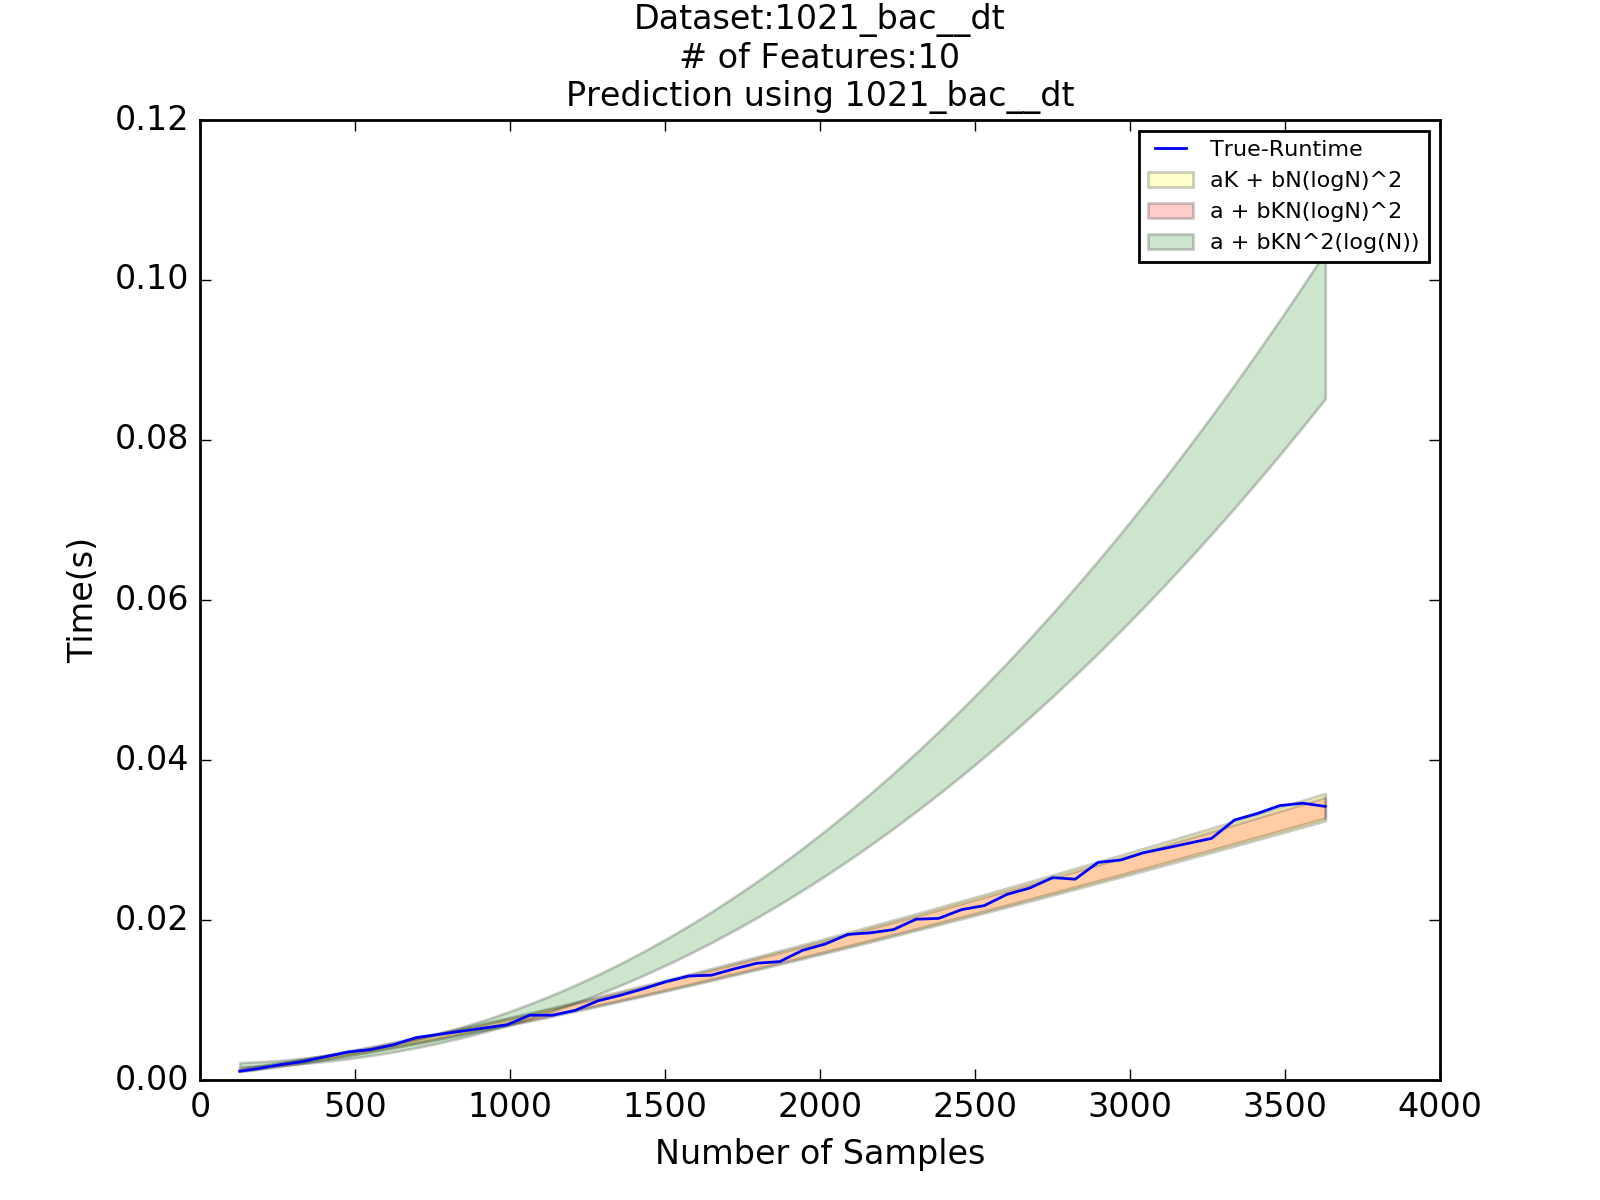 Dataset:1021_bac__dt
# of Features:10
Prediction using 1021_bac__dt
0.12
0.10
0.08
0.06
0.04
0.02
0.00
Time(s)
True-Runtime
aK + bN(logN)^2
a + bKN(logN)^2
a + bKN^2(log(N))
0 500 1000 1500 2000 2500 3000 3500 4000
Number of Samples